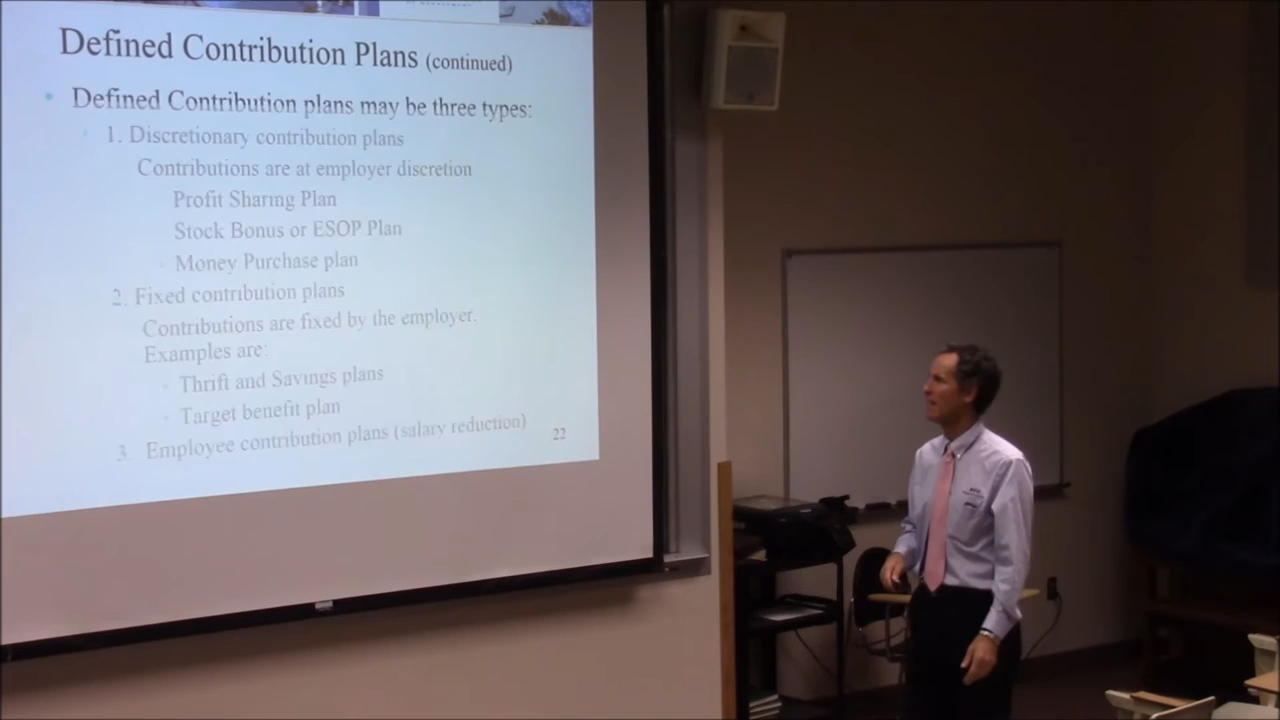 Defined Contribution Plans (continued)
Defined Contribution plans may be three types:
1. Discretionary contribution plans
Contributions are at employer discretion
Profit Sharing Plan
Stock Bonus or ESOP Plan
Money Purchase plan
2. Fixed contribution plans
Contributions are fixed by the employer.
Examples are:
Thrift and Savings plans
Target benefit plan
3. Employee contribution plans (salary reduction)
22